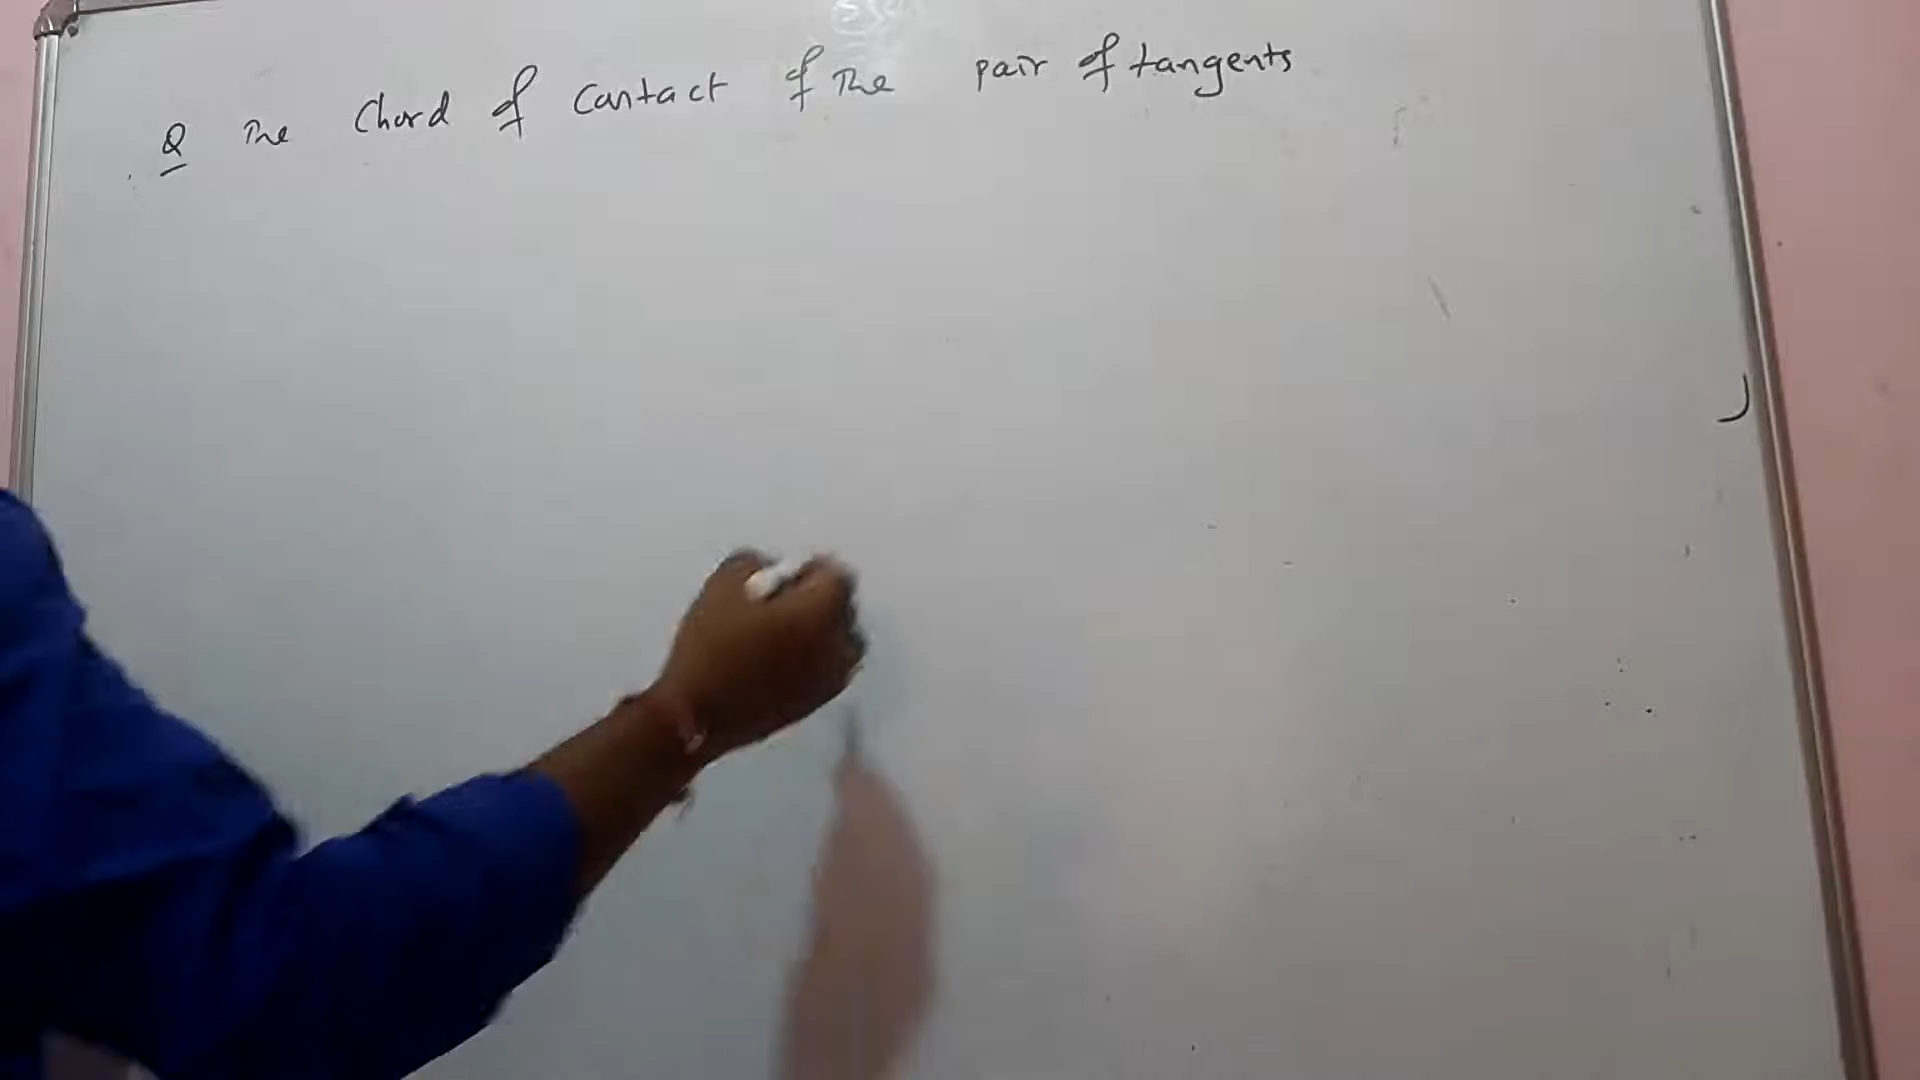 Q The Chord of Contact of The pair of tangents